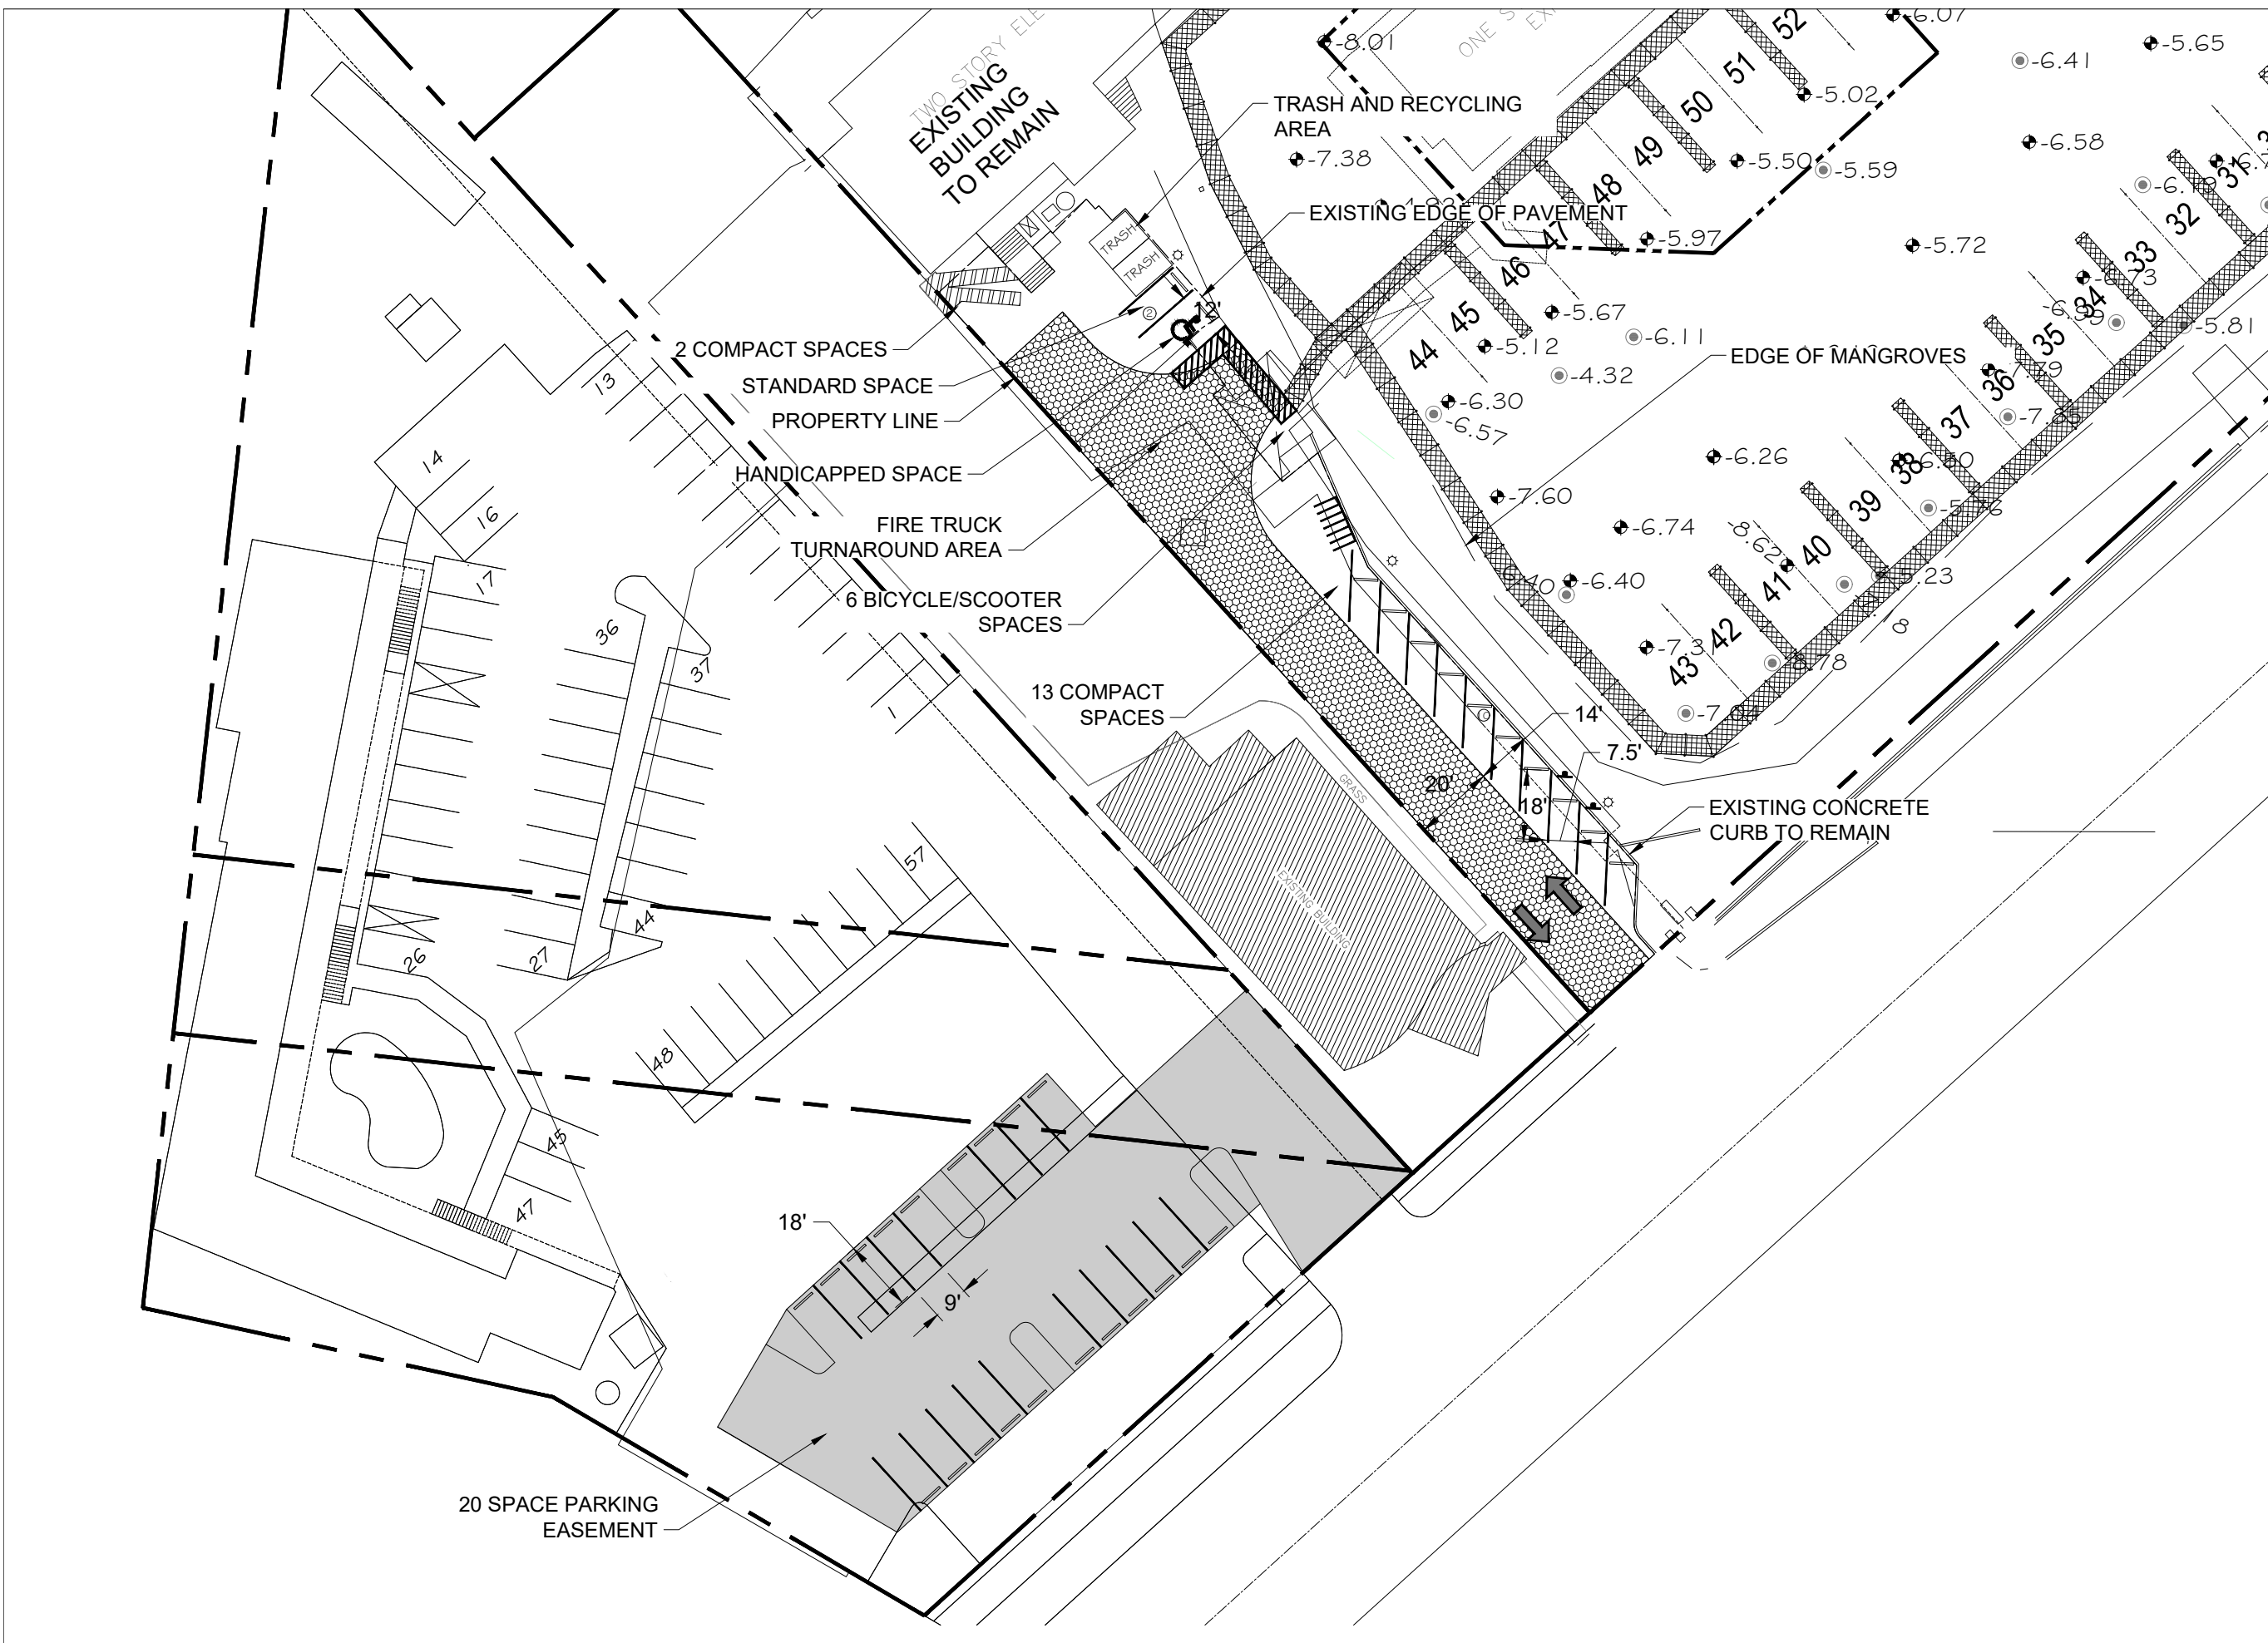 TWO STORY ELE
EXISTING
BUILDING
TO REMAIN
ONE S
52
51
50
49
48
47
46
45
44
-8.01
-7.38
-6.07
-5.02
-5.50
-5.59
-5.97
-6.41
-5.65
-6.58
-5.72
-5.67
-6.11
-5.12
-4.32
-6.30
-6.57
-7.60
-6.74
-6.40
-6.26
-8.62
-5.81
31
32
33
34
35
36
37
38
39
40
41
42
43
8
TRASH AND RECYCLING
AREA
EXISTING EDGE OF PAVEMENT
TRASH
TRASH
2
12'
2 COMPACT SPACES
STANDARD SPACE
PROPERTY LINE
HANDICAPPED SPACE
FIRE TRUCK
TURNAROUND AREA
6 BICYCLE/SCOOTER
SPACES
13 COMPACT
SPACES
EDGE OF MANGROVES
14'
7.5'
20'
18'
EXISTING CONCRETE
CURB TO REMAIN
GRASS
EXISTING BUILDING
13
14
16
17
36
37
1
26
27
44
57
48
45
47
18'
9'
20 SPACE PARKING
EASEMENT